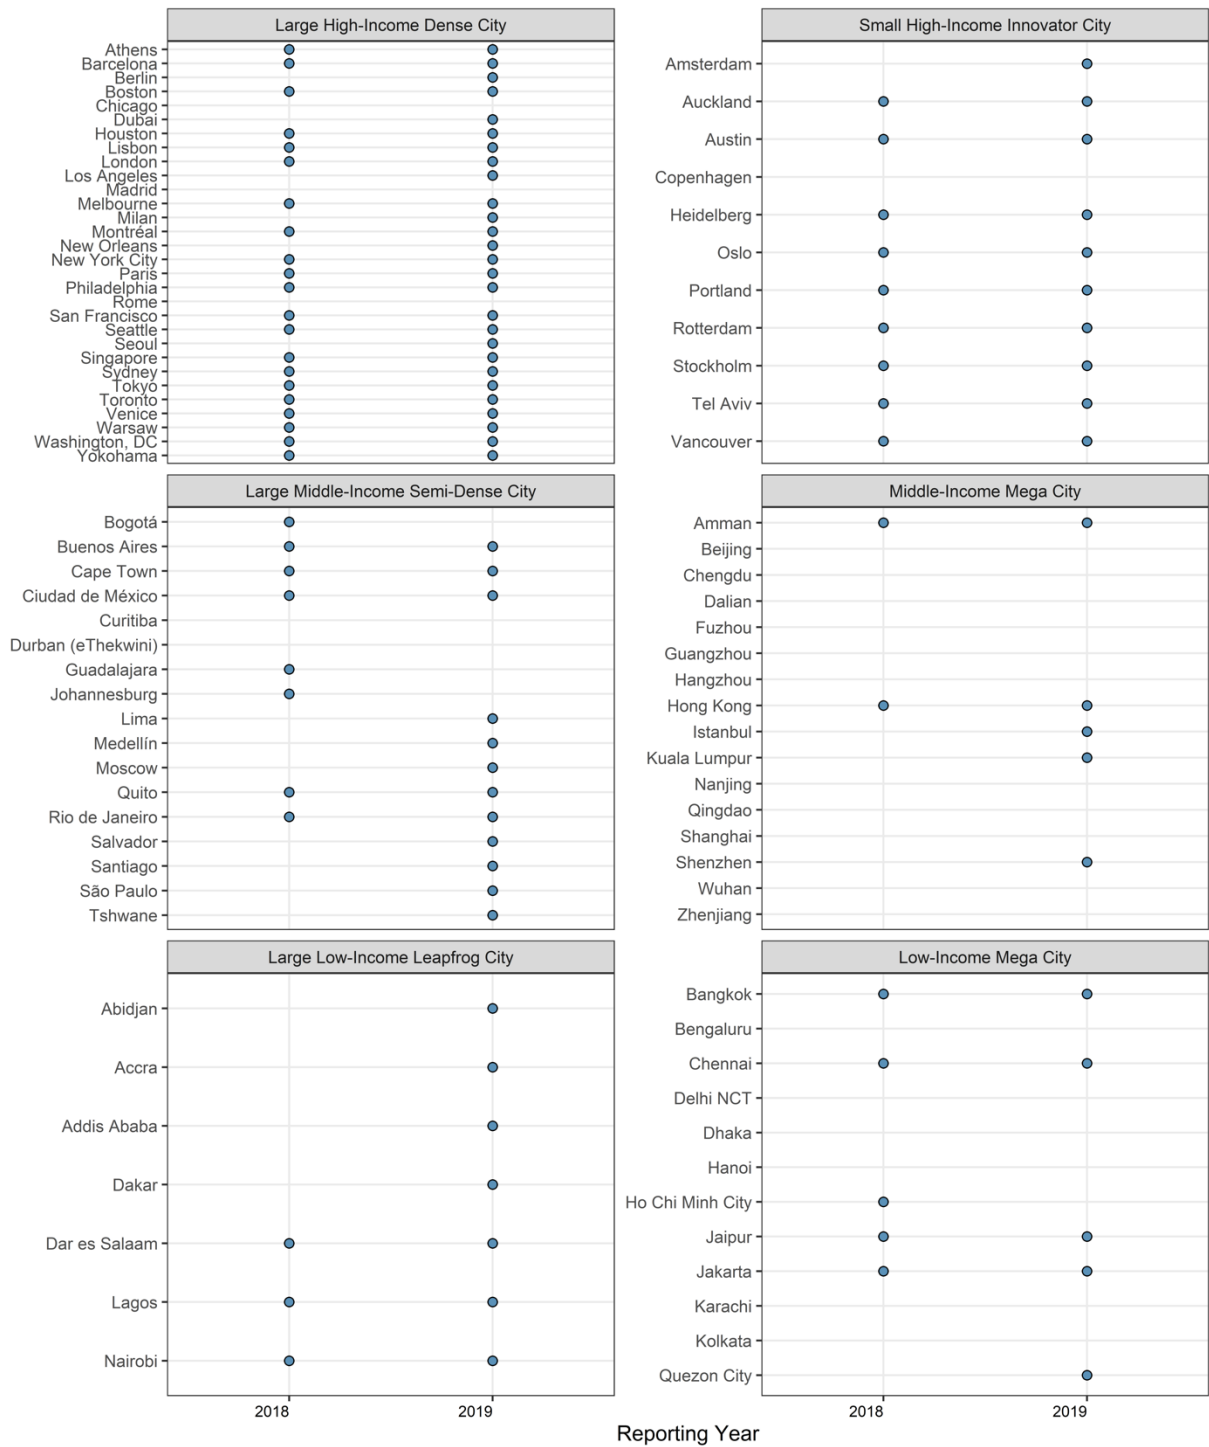 Large High-Income Dense City
Athens
Barcelona
Berlin
Boston
Chicago
Dubai
Houston
Lisbon
London
Los Angeles
Madrid
Melbourne
Milan
Montréal
New Orleans
New York City
Paris
Philadelphia
Rome
San Francisco
Seattle
Seoul
Singapore
Sydney
Tokyo
Toronto
Venice
Warsaw
Washington, DC
Yokohama
Small High-Income Innovator City
Amsterdam
Auckland
Austin
Copenhagen
Heidelberg
Oslo
Portland
Rotterdam
Stockholm
Tel Aviv
Vancouver
Large Middle-Income Semi-Dense City
Bogotá
Buenos Aires
Cape Town
Ciudad de México
Curitiba
Durban (eThekwini)
Guadalajara
Johannesburg
Lima
Medellín
Moscow
Quito
Rio de Janeiro
Salvador
Santiago
São Paulo
Tshwane
Middle-Income Mega City
Amman
Beijing
Chengdu
Dalian
Fuzhou
Guangzhou
Hangzhou
Hong Kong
Istanbul
Kuala Lumpur
Nanjing
Qingdao
Shanghai
Shenzhen
Wuhan
Zhenjiang
Large Low-Income Leapfrog City
Abidjan
Accra
Addis Ababa
Dakar
Dar es Salaam
Lagos
Nairobi
2018 2019
Low-Income Mega City
Bangkok
Bengaluru
Chennai
Delhi NCT
Dhaka
Hanoi
Ho Chi Minh City
Jaipur
Jakarta
Karachi
Kolkata
Quezon City
2018 2019
Reporting Year